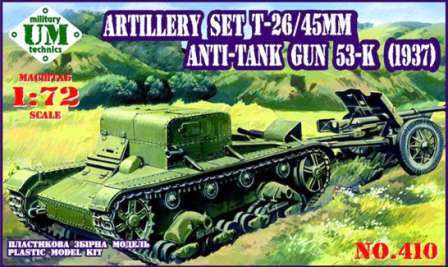 military
UM
technics
ARTILLERY SET T-26/45MM
ANTI-TANK GUN 53-K (1937)
МАСШТАБ
1:72
SCALE
ПЛАСТИКОВА ЗБІРНА МОДЕЛЬ
PLASTIC MODEL KIT
NO.410